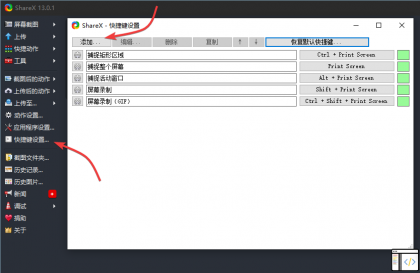 ShareX 13.0.1
屏幕截图
上传
快捷动作
工具
截图后的动作
上传后的动作
上传至...
动作设置...
应用程序设置...
快捷键设置...
截图文件夹...
历史记录...
历史图片...
新闻
调试
捐助
关于
ShareX - 快捷键设置
添加... 编辑... 删除 复制 ↑ ↓ 恢复默认快捷键...
捕捉矩形区域 Ctrl + Print Screen
捕捉整个屏幕 Print Screen
捕捉活动窗口 Alt + Print Screen
屏幕录制 Shift + Print Screen
屏幕录制 (GIF) Ctrl + Shift + Print Screen